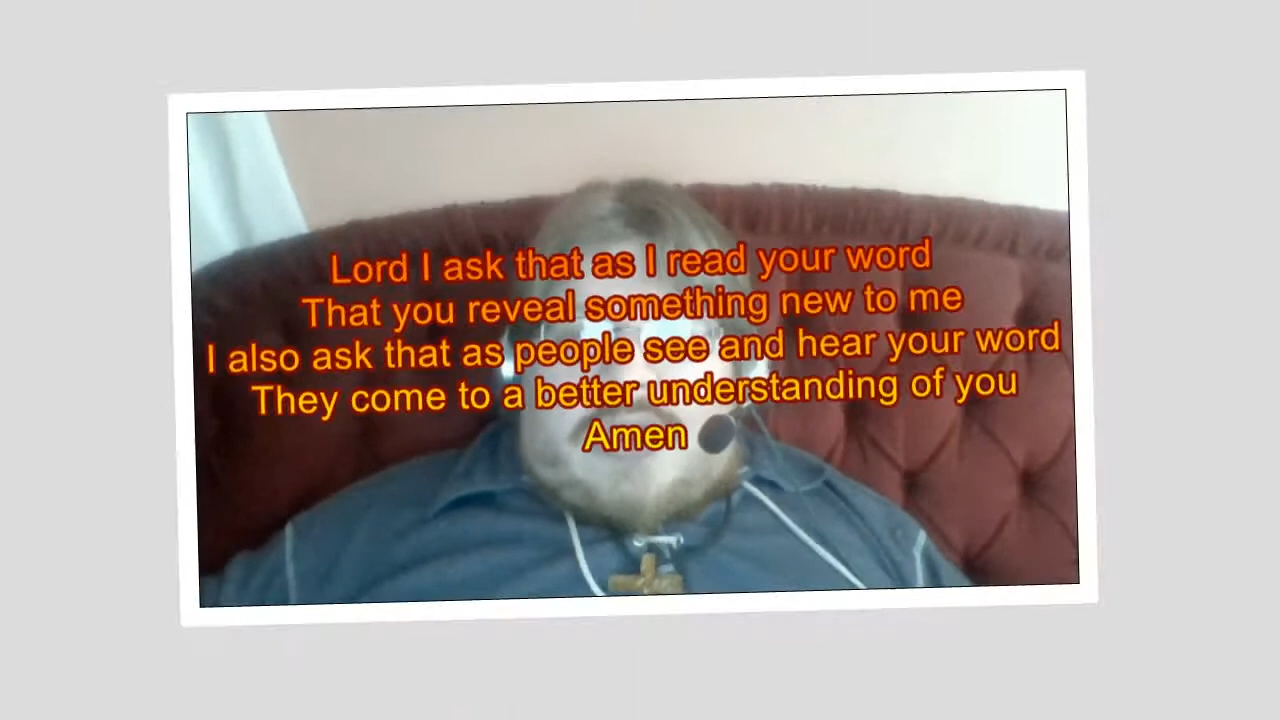 Lord I ask that as I read your word
That you reveal something new to me
I also ask that as people see and hear your word
They come to a better understanding of you
Amen